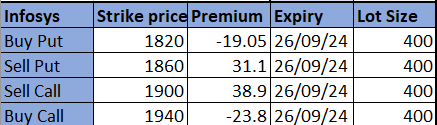 Infosys Strike price Premium Expiry Lot Size
Buy Put 1820 -19.05 26/09/24 400
Sell Put 1860 31.1 26/09/24 400
Sell Call 1900 38.9 26/09/24 400
Buy Call 1940 -23.8 26/09/24 400